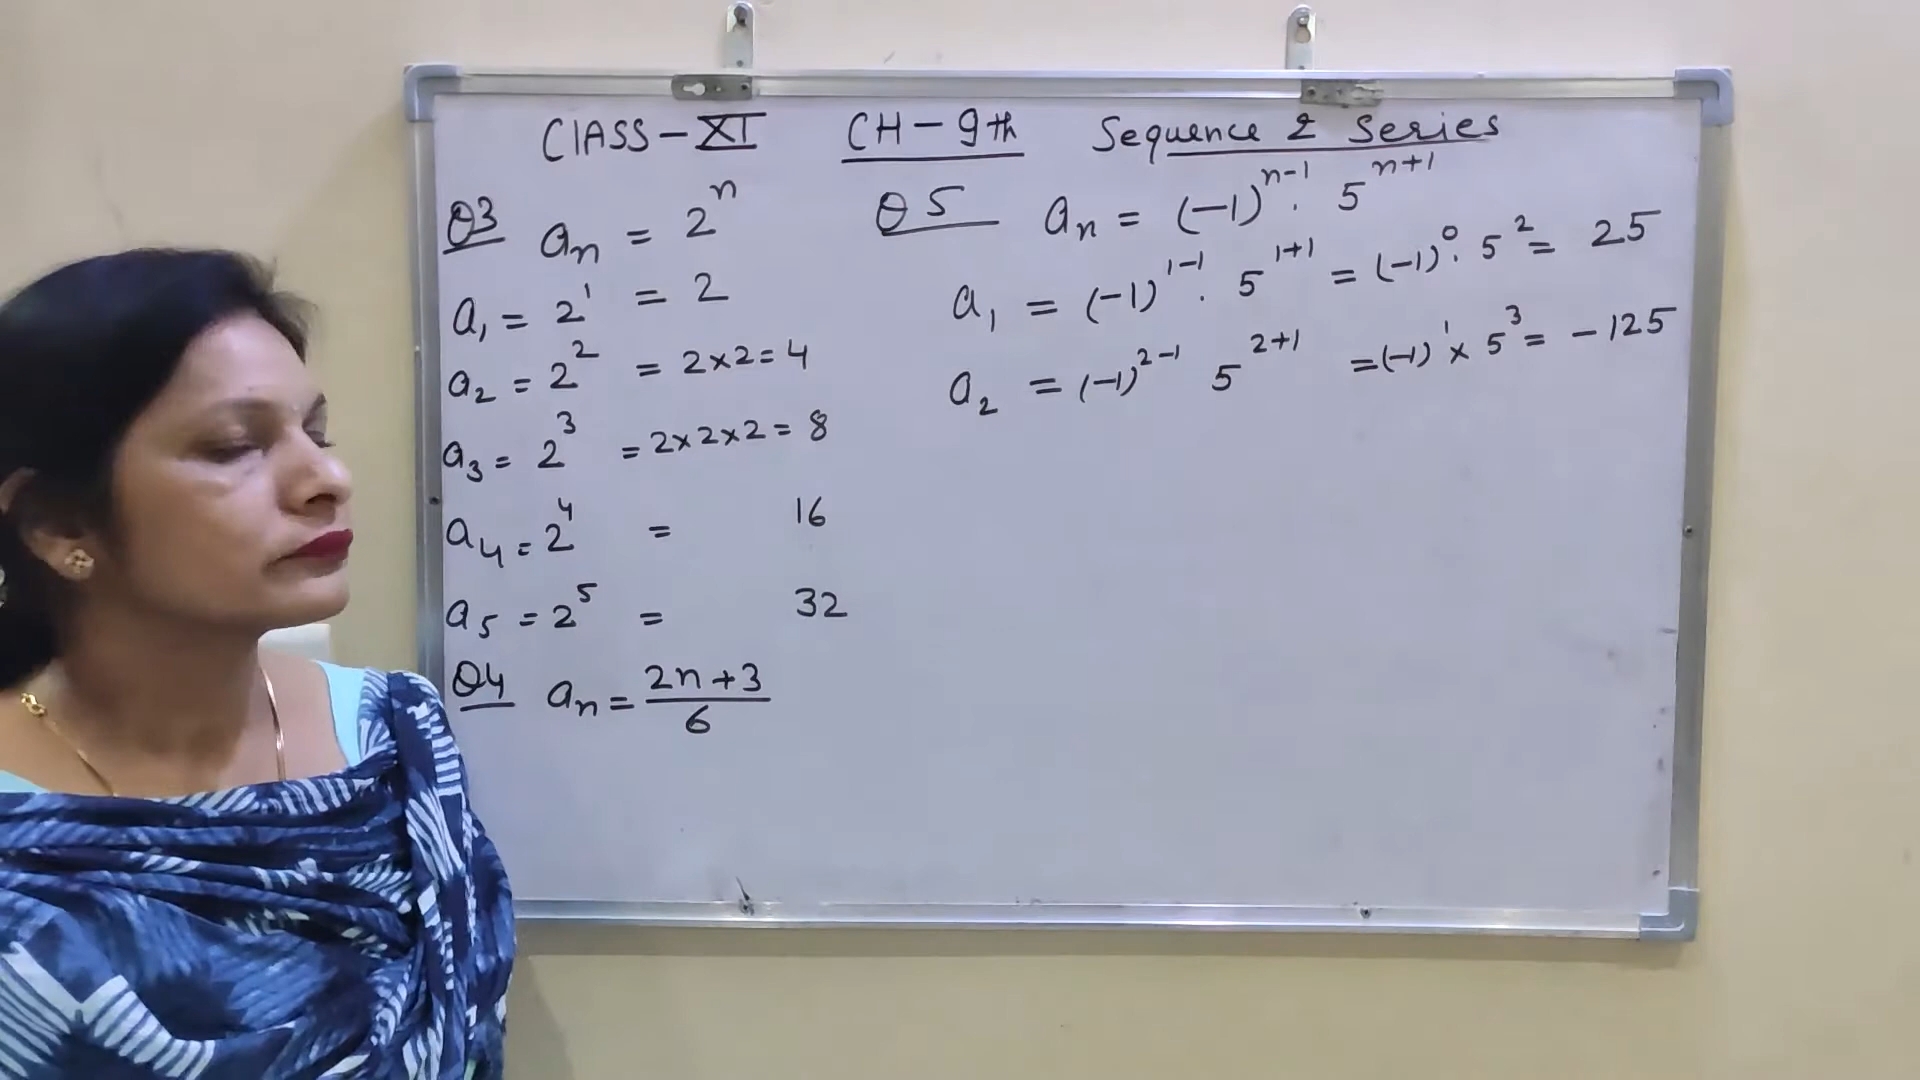 ClASS-XI CH-9th Sequence & Series
Q3 aₙ = 2ⁿ
a₁ = 2¹ = 2
a₂ = 2² = 2×2=4
a₃ = 2³ = 2×2×2= 8
a₄ = 2⁴ = 16
a₅ = 2⁵ = 32
Q4 aₙ = (2n+3)/6
Q5 aₙ = (-1)ⁿ⁻¹ . 5ⁿ⁺¹
a₁ = (-1)¹⁻¹ . 5¹⁺¹ = (-1)⁰ . 5² = 25
a₂ = (-1)²⁻¹ 5²⁺¹ = (-1)¹ × 5³ = -125